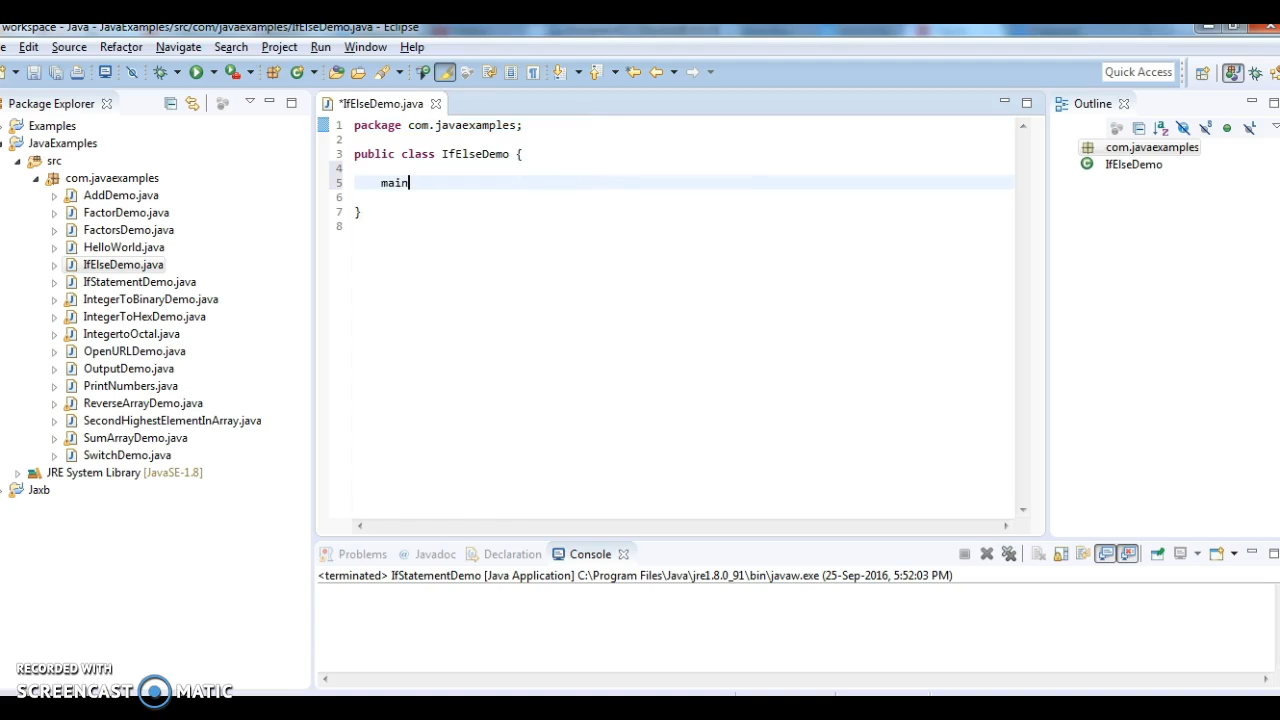 workspace - Java - JavaExamples/src/com/javaexamples/IfElseDemo.java - Eclipse
Edit Source Refactor Navigate Search Project Run Window Help
Quick Access
Package Explorer
Examples
JavaExamples
src
com.javaexamples
AddDemo.java
FactorDemo.java
FactorsDemo.java
HelloWorld.java
IfElseDemo.java
IfStatementDemo.java
IntegerToBinaryDemo.java
IntegerToHexDemo.java
IntegertoOctal.java
OpenURLDemo.java
OutputDemo.java
PrintNumbers.java
ReverseArrayDemo.java
SecondHighestElementInArray.java
SumArrayDemo.java
SwitchDemo.java
JRE System Library [JavaSE-1.8]
Jaxb
*IfElseDemo.java
1 package com.javaexamples;
2
3 public class IfElseDemo {
4
5 main
6
7 }
8
Outline
com.javaexamples
IfElseDemo
Problems @ Javadoc Declaration Console
<terminated> IfStatementDemo [Java Application] C:\Program Files\Java\jre1.8.0_91\bin\javaw.exe (25-Sep-2016, 5:52:03 PM)
RECORDED WITH
SCREENCAST MATIC